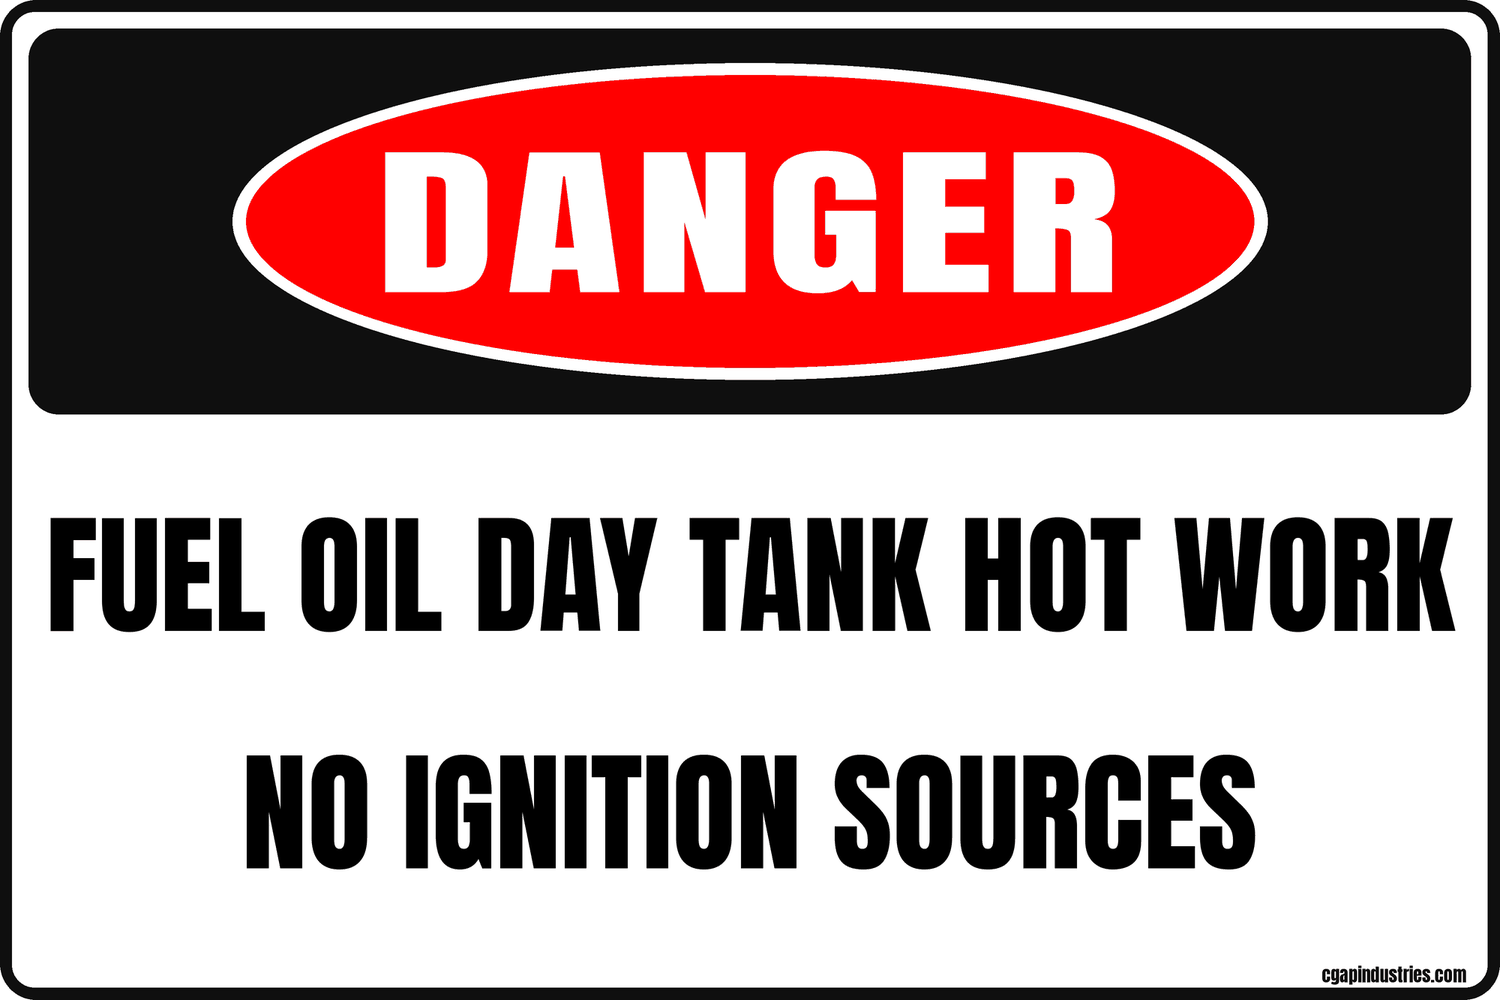 DANGER
FUEL OIL DAY TANK HOT WORK
NO IGNITION SOURCES
cgapindustries.com